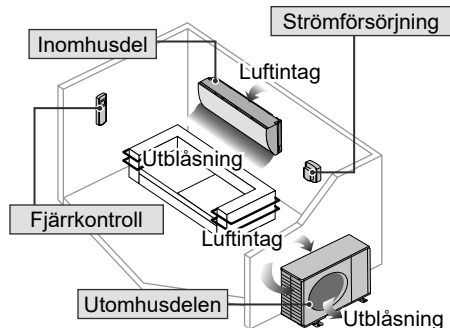 Strömförsörjning
Inomhusdel
Luftintag
Utblåsning
Fjärrkontroll
Luftintag
Utomhusdelen
Utblåsning